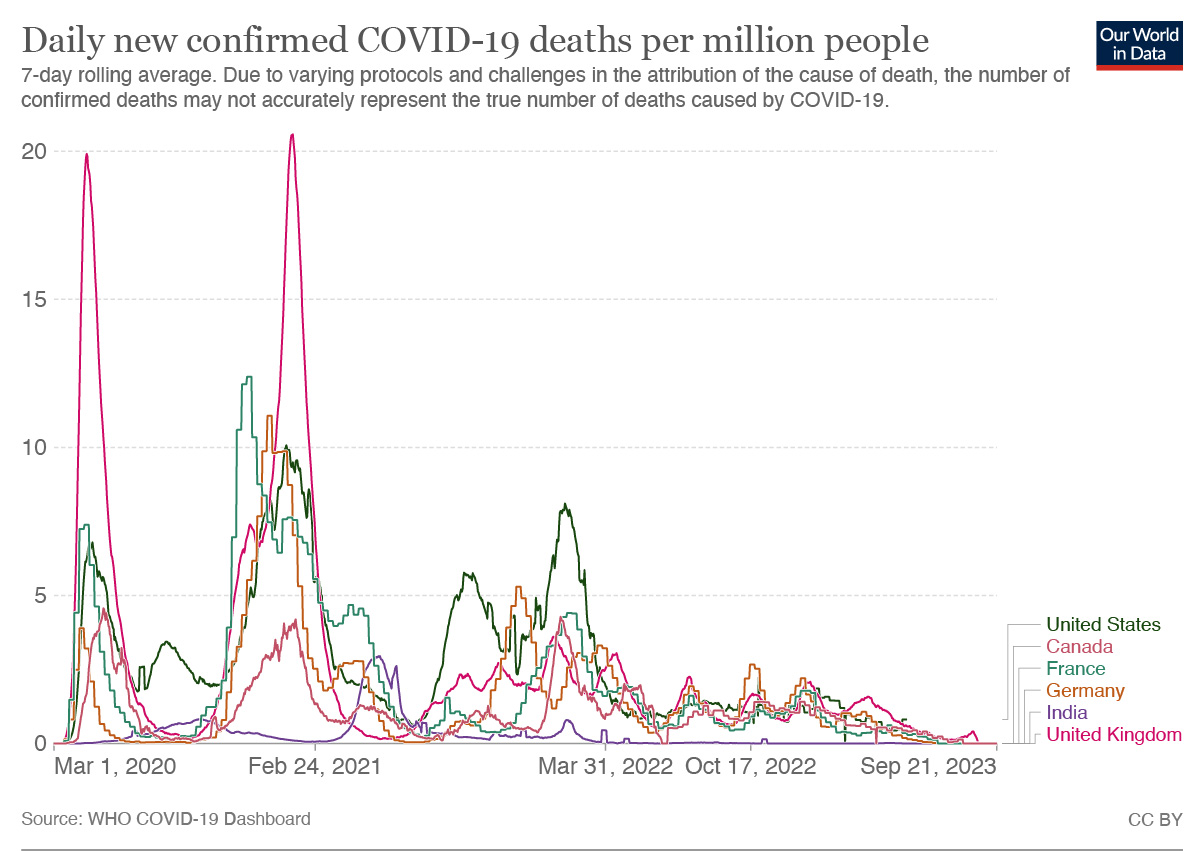 Daily new confirmed COVID-19 deaths per million people
Our World
in Data
7-day rolling average. Due to varying protocols and challenges in the attribution of the cause of death, the number of
confirmed deaths may not accurately represent the true number of deaths caused by COVID-19.
20
15
10
5
0
United States
Canada
France
Germany
India
United Kingdom
Mar 1, 2020
Feb 24, 2021
Mar 31, 2022
Oct 17, 2022
Sep 21, 2023
Source: WHO COVID-19 Dashboard
CC BY